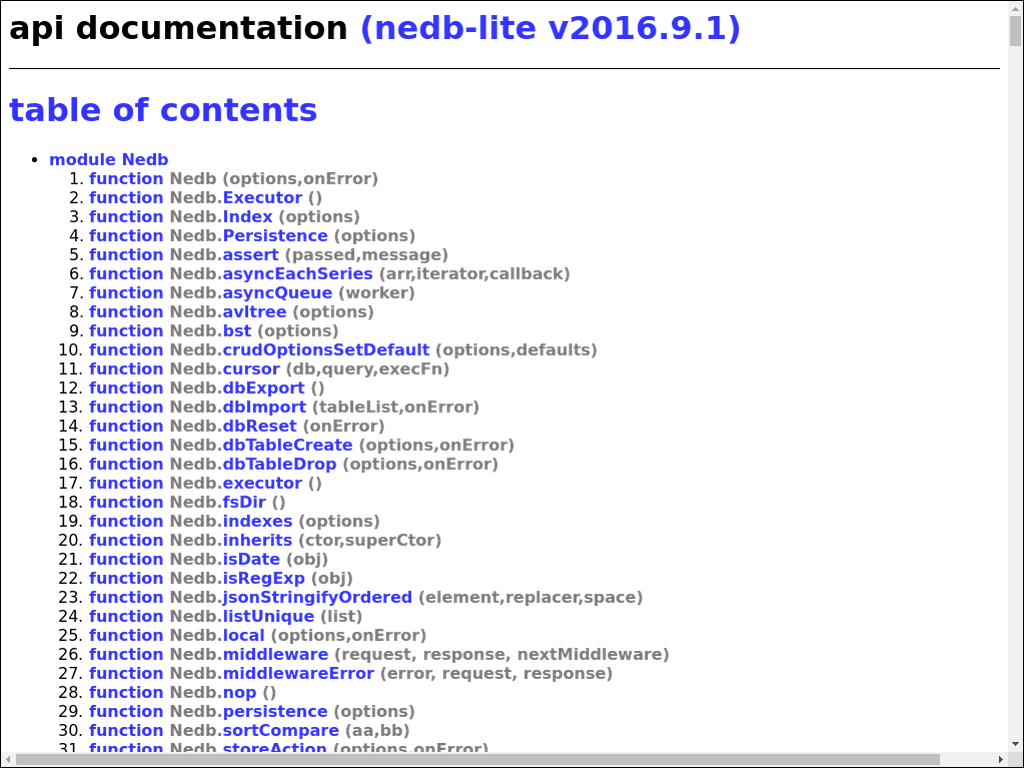 api documentation (nedb-lite v2016.9.1)
table of contents
• module Nedb
1. function Nedb (options,onError)
2. function Nedb.Executor ()
3. function Nedb.Index (options)
4. function Nedb.Persistence (options)
5. function Nedb.assert (passed,message)
6. function Nedb.asyncEachSeries (arr,iterator,callback)
7. function Nedb.asyncQueue (worker)
8. function Nedb.avltree (options)
9. function Nedb.bst (options)
10. function Nedb.crudOptionsSetDefault (options,defaults)
11. function Nedb.cursor (db,query,execFn)
12. function Nedb.dbExport ()
13. function Nedb.dbImport (tableList,onError)
14. function Nedb.dbReset (onError)
15. function Nedb.dbTableCreate (options,onError)
16. function Nedb.dbTableDrop (options,onError)
17. function Nedb.executor ()
18. function Nedb.fsDir ()
19. function Nedb.indexes (options)
20. function Nedb.inherits (ctor,superCtor)
21. function Nedb.isDate (obj)
22. function Nedb.isRegExp (obj)
23. function Nedb.jsonStringifyOrdered (element,replacer,space)
24. function Nedb.listUnique (list)
25. function Nedb.local (options,onError)
26. function Nedb.middleware (request, response, nextMiddleware)
27. function Nedb.middlewareError (error, request, response)
28. function Nedb.nop ()
29. function Nedb.persistence (options)
30. function Nedb.sortCompare (aa,bb)
31. function Nedb.storeAction (options,onError)